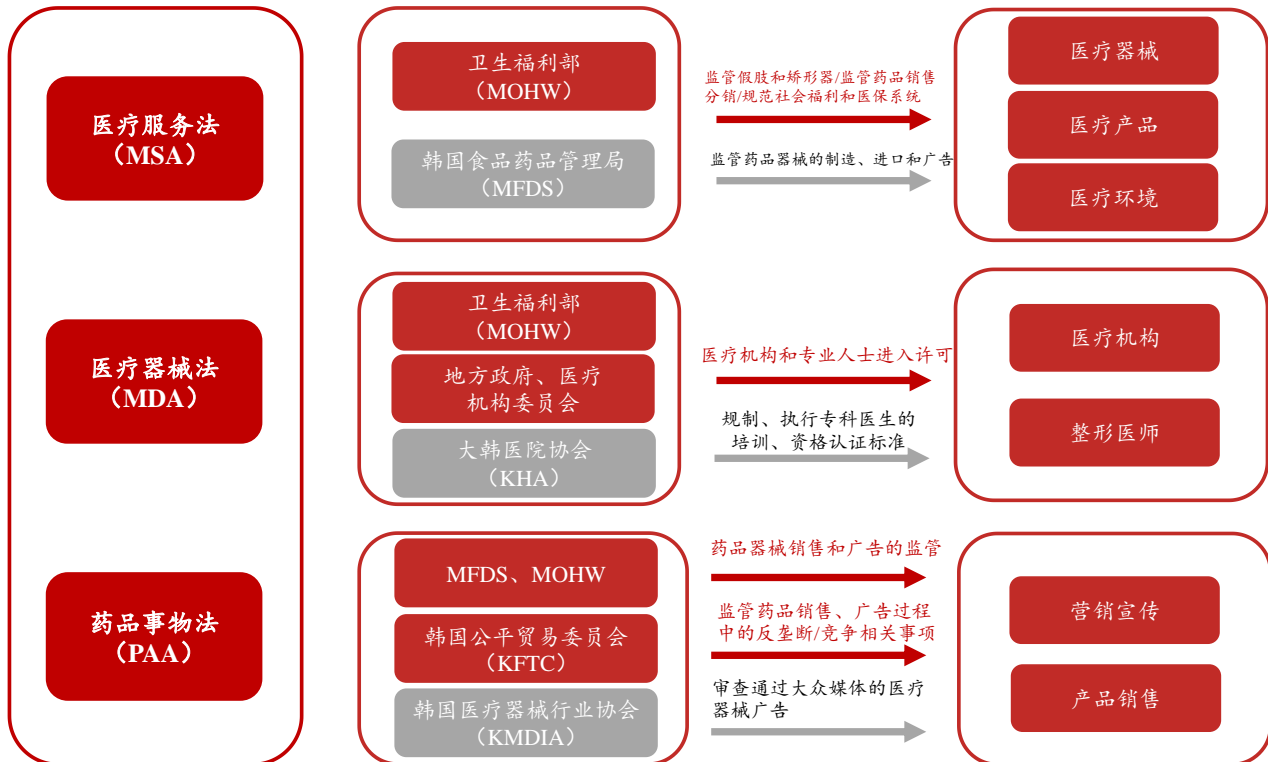 医疗服务法
（MSA）
医疗器械法
（MDA）
药品事物法
（PAA）
卫生福利部
（MOHW）
韩国食品药品管理局
（MFDS）
监管假肢和矫形器/监管药品销售
分销/规范社会福利和医保系统
监管药品器械的制造、进口和广告
医疗器械
医疗产品
医疗环境
卫生福利部
（MOHW）
地方政府、医疗
机构委员会
大韩医院协会
（KHA）
医疗机构和专业人士进入许可
规制、执行专科医生的
培训、资格认证标准
医疗机构
整形医师
MFDS、MOHW
韩国公平贸易委员会
（KFTC）
韩国医疗器械行业协会
（KMDIA）
药品器械销售和广告的监管
监管药品销售、广告过程
中的反垄断/竞争相关事项
审查通过大众媒体的医疗
器械广告
营销宣传
产品销售